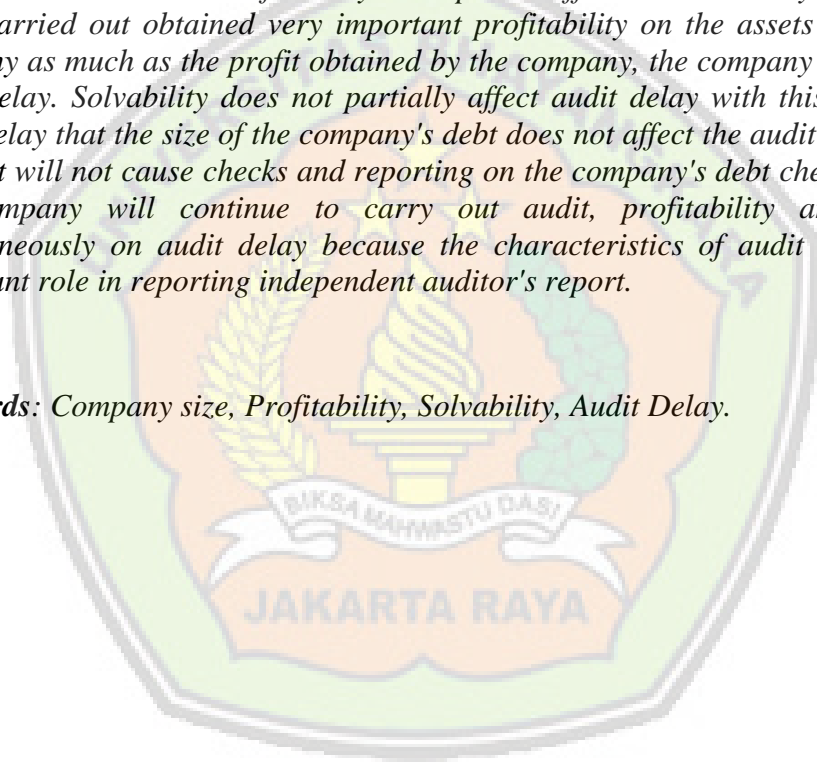 arried out obtained very important profitability on the assets
ny as much as the profit obtained by the company, the company
elay. Solvability does not partially affect audit delay with this
elay that the size of the company's debt does not affect the audit
t will not cause checks and reporting on the company's debt che
mpany will continue to carry out audit, profitability a
neously on audit delay because the characteristics of audit
ant role in reporting independent auditor's report.
rds: Company size, Profitability, Solvability, Audit Delay.
UNIVERSITAS BHAYANGKARA
BIKSA MAHWASTU DASI
JAKARTA RAYA